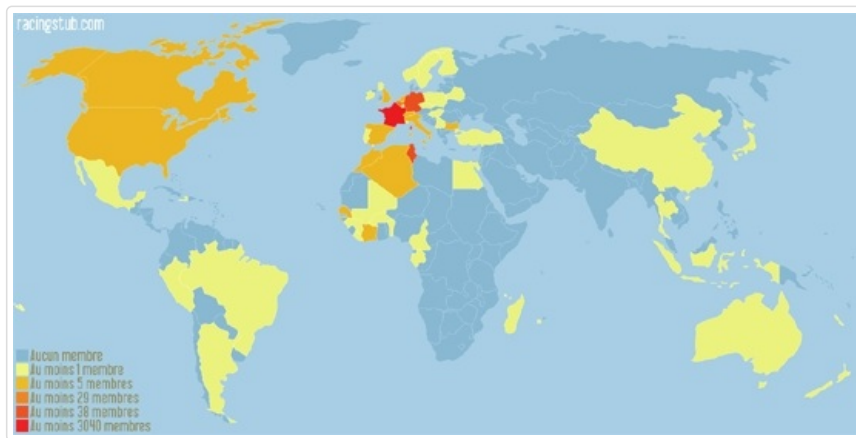 racingstub.com
Aucun membre
Au moins 1 membre
Au moins 5 membres
Au moins 29 membres
Au moins 38 membres
Au moins 3040 membres